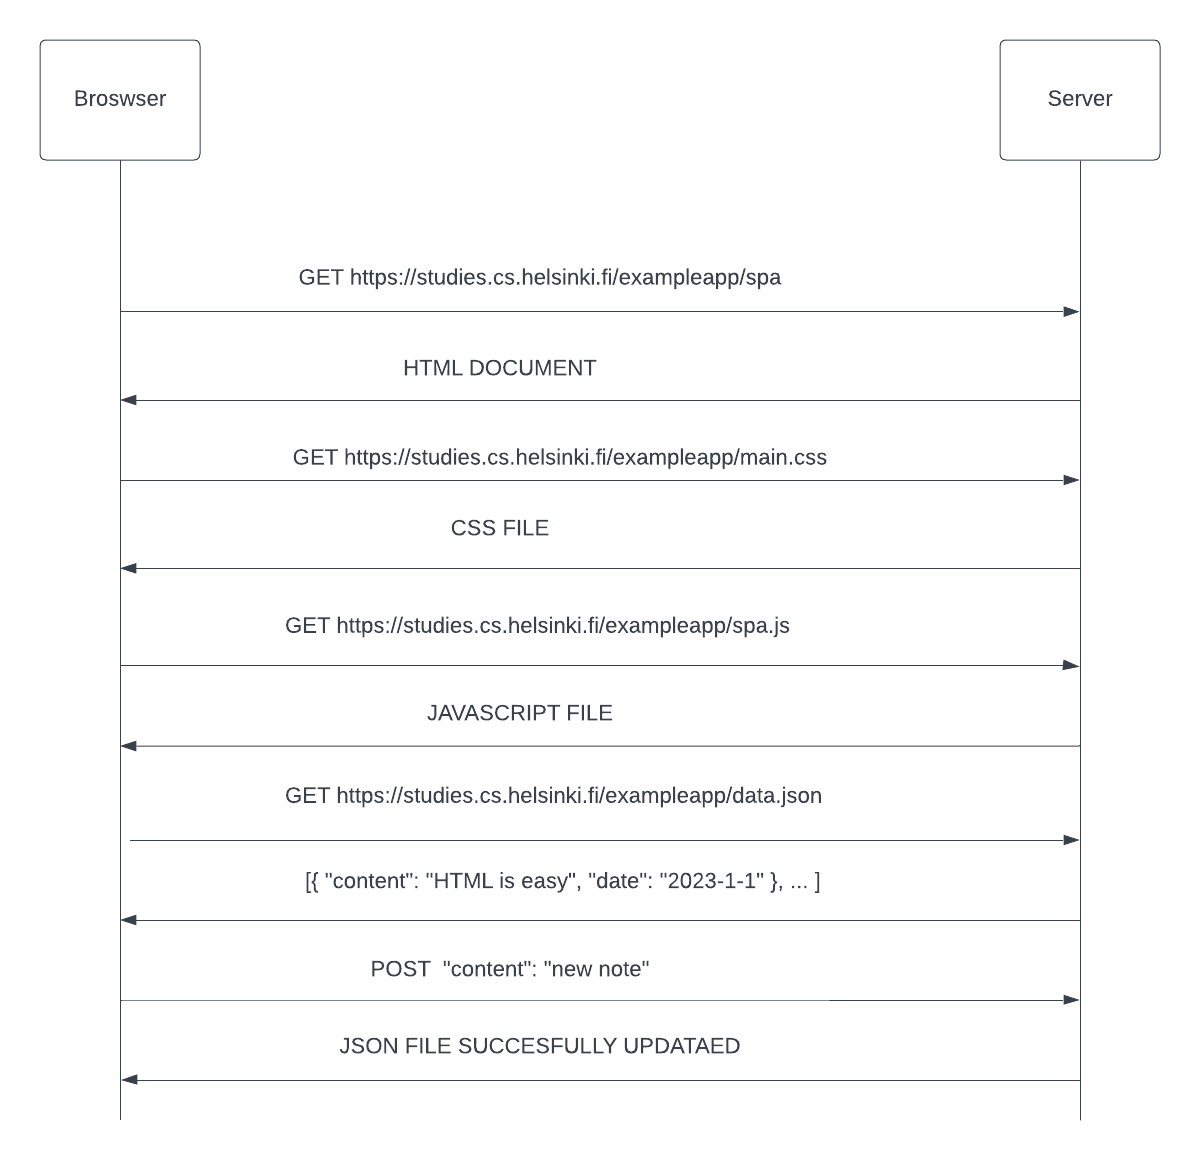 Broswser
Server
GET https://studies.cs.helsinki.fi/exampleapp/spa
HTML DOCUMENT
GET https://studies.cs.helsinki.fi/exampleapp/main.css
CSS FILE
GET https://studies.cs.helsinki.fi/exampleapp/spa.js
JAVASCRIPT FILE
GET https://studies.cs.helsinki.fi/exampleapp/data.json
[{ "content": "HTML is easy", "date": "2023-1-1" }, ... ]
POST  "content": "new note"
JSON FILE SUCCESFULLY UPDATAED